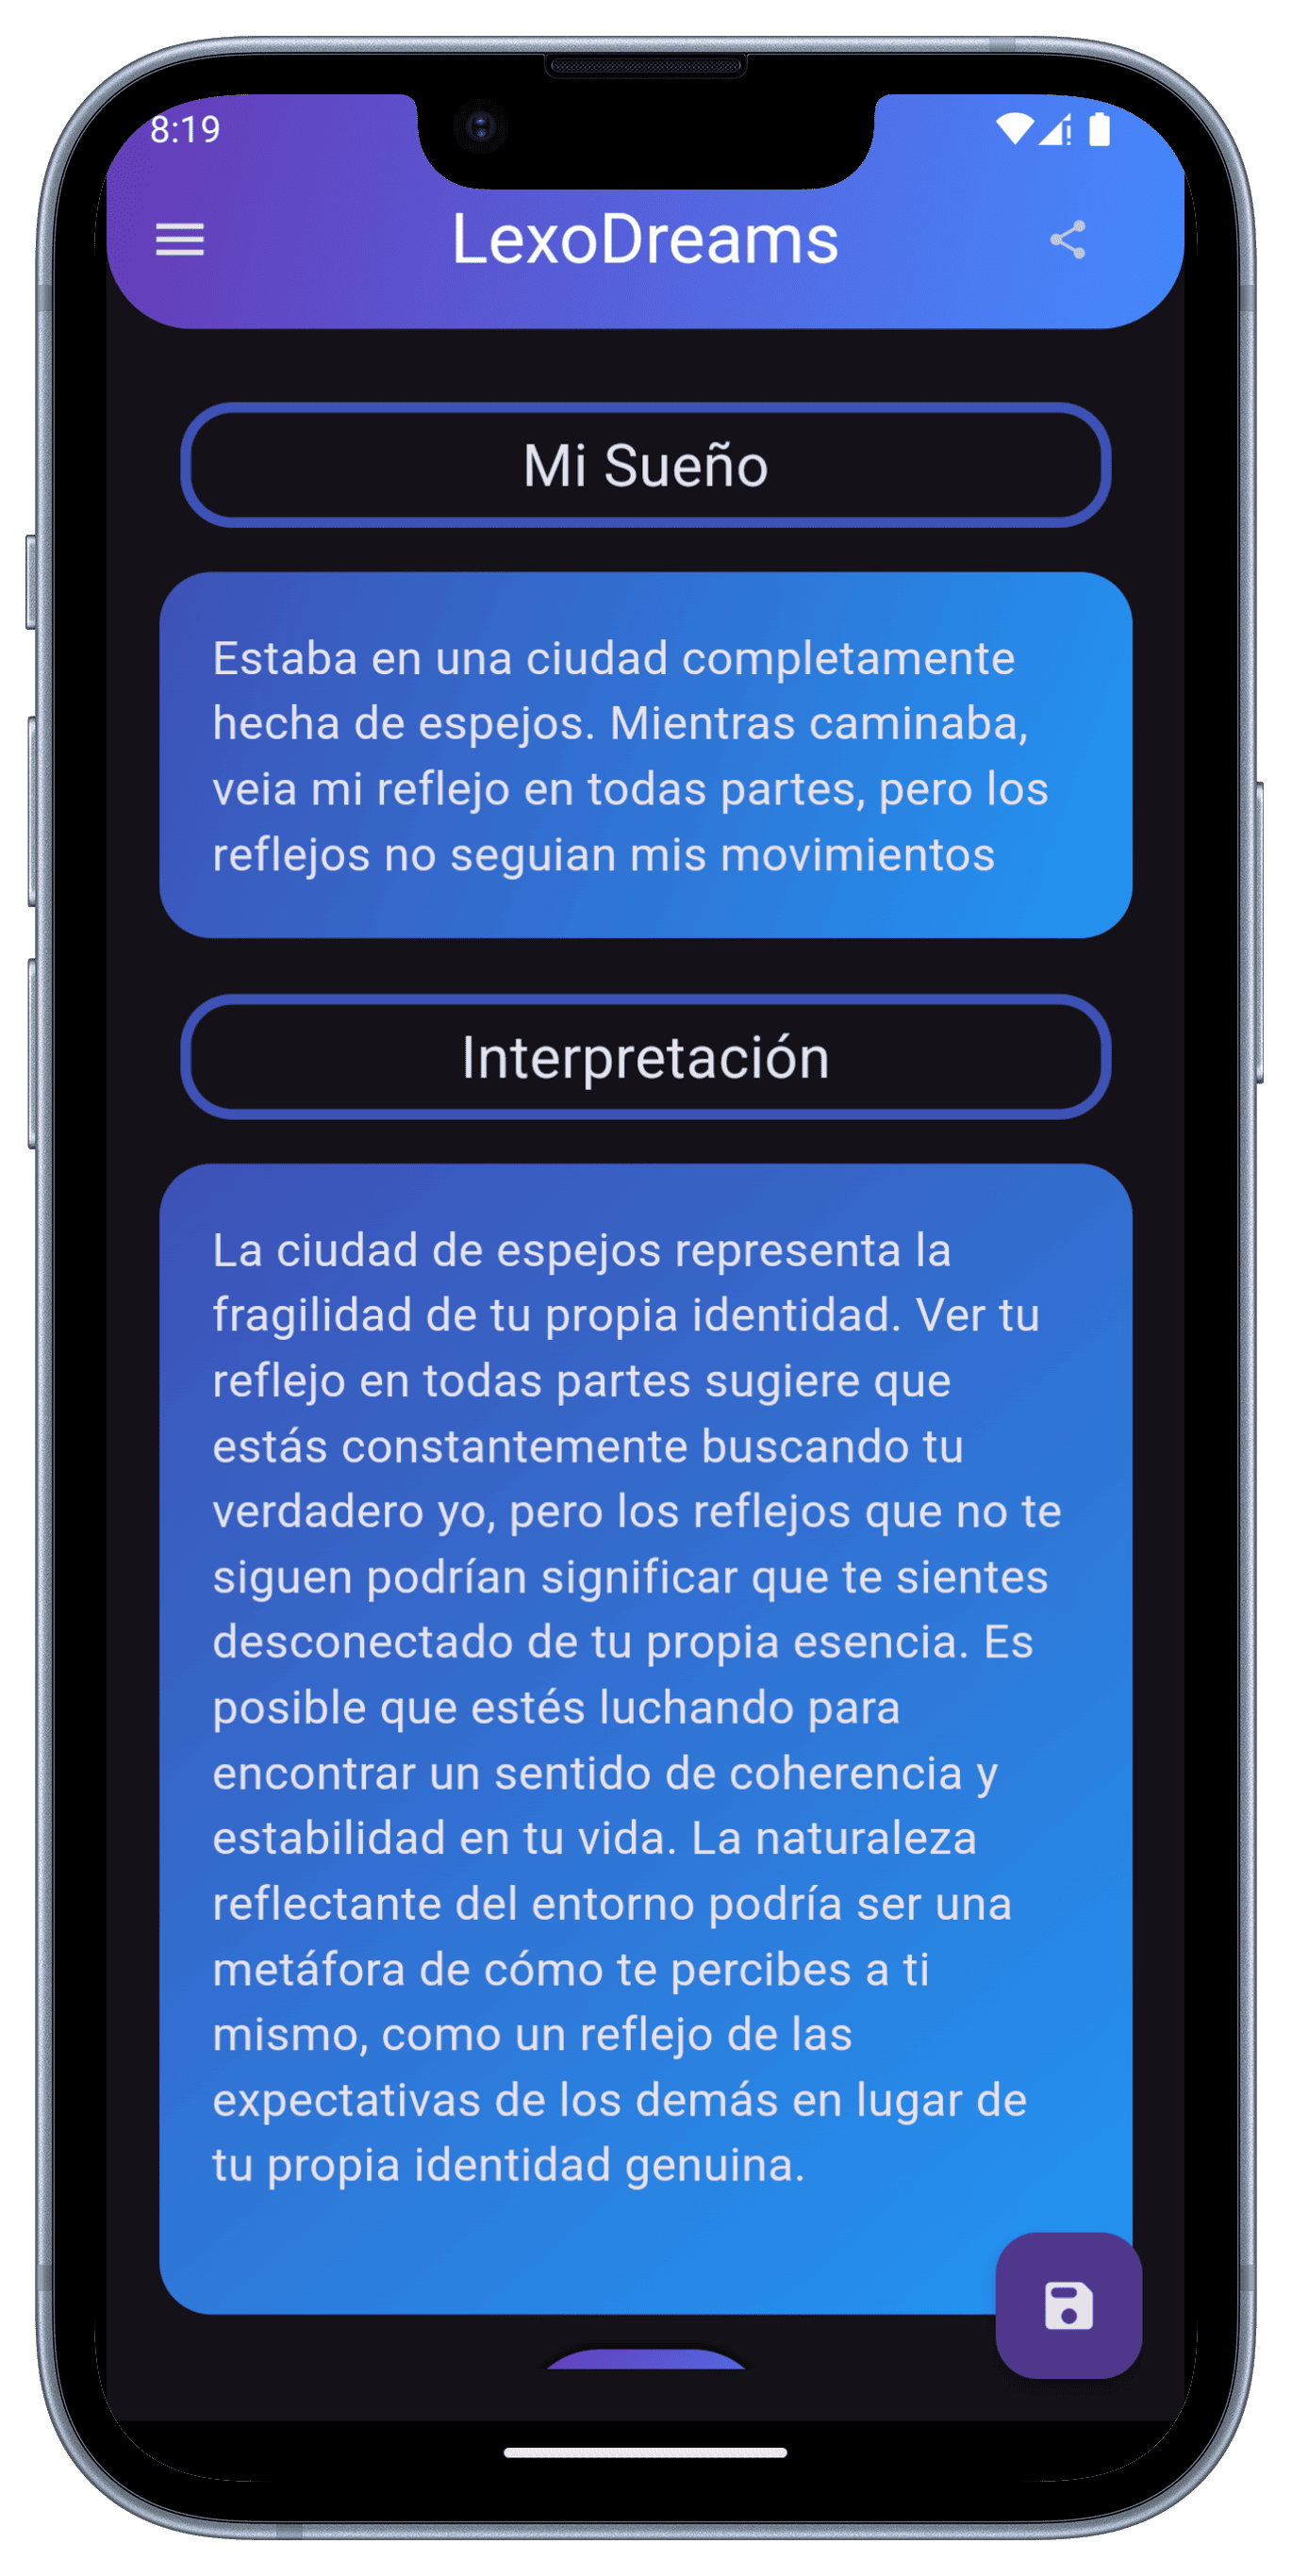 8:19
LexoDreams
Mi Sueño
Estaba en una ciudad completamente
hecha de espejos. Mientras caminaba,
veia mi reflejo en todas partes, pero los
reflejos no seguian mis movimientos
Interpretación
La ciudad de espejos representa la
fragilidad de tu propia identidad. Ver tu
reflejo en todas partes sugiere que
estás constantemente buscando tu
verdadero yo, pero los reflejos que no te
siguen podrían significar que te sientes
desconectado de tu propia esencia. Es
posible que estés luchando para
encontrar un sentido de coherencia y
estabilidad en tu vida. La naturaleza
reflectante del entorno podría ser una
metáfora de cómo te percibes a ti
mismo, como un reflejo de las
expectativas de los demás en lugar de
tu propia identidad genuina.